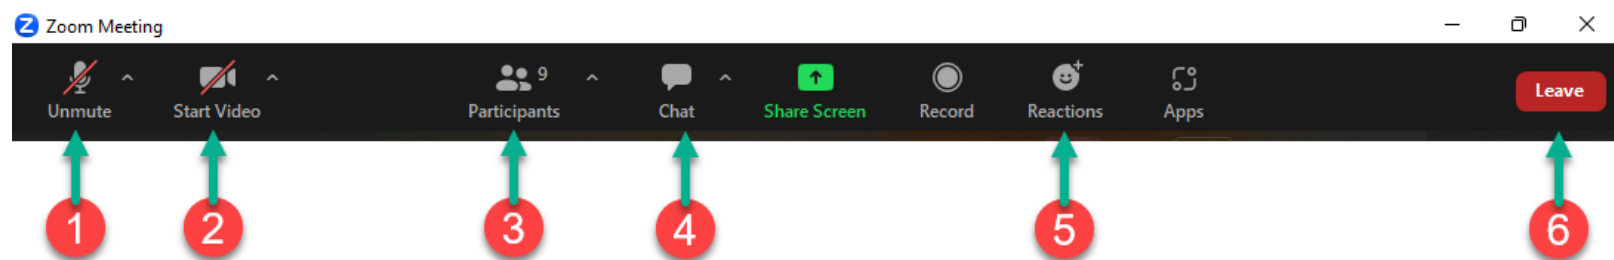 Zoom Meeting
9
Unmute Start Video Participants Chat Share Screen Record Reactions Apps Leave
1 2 3 4 5 6